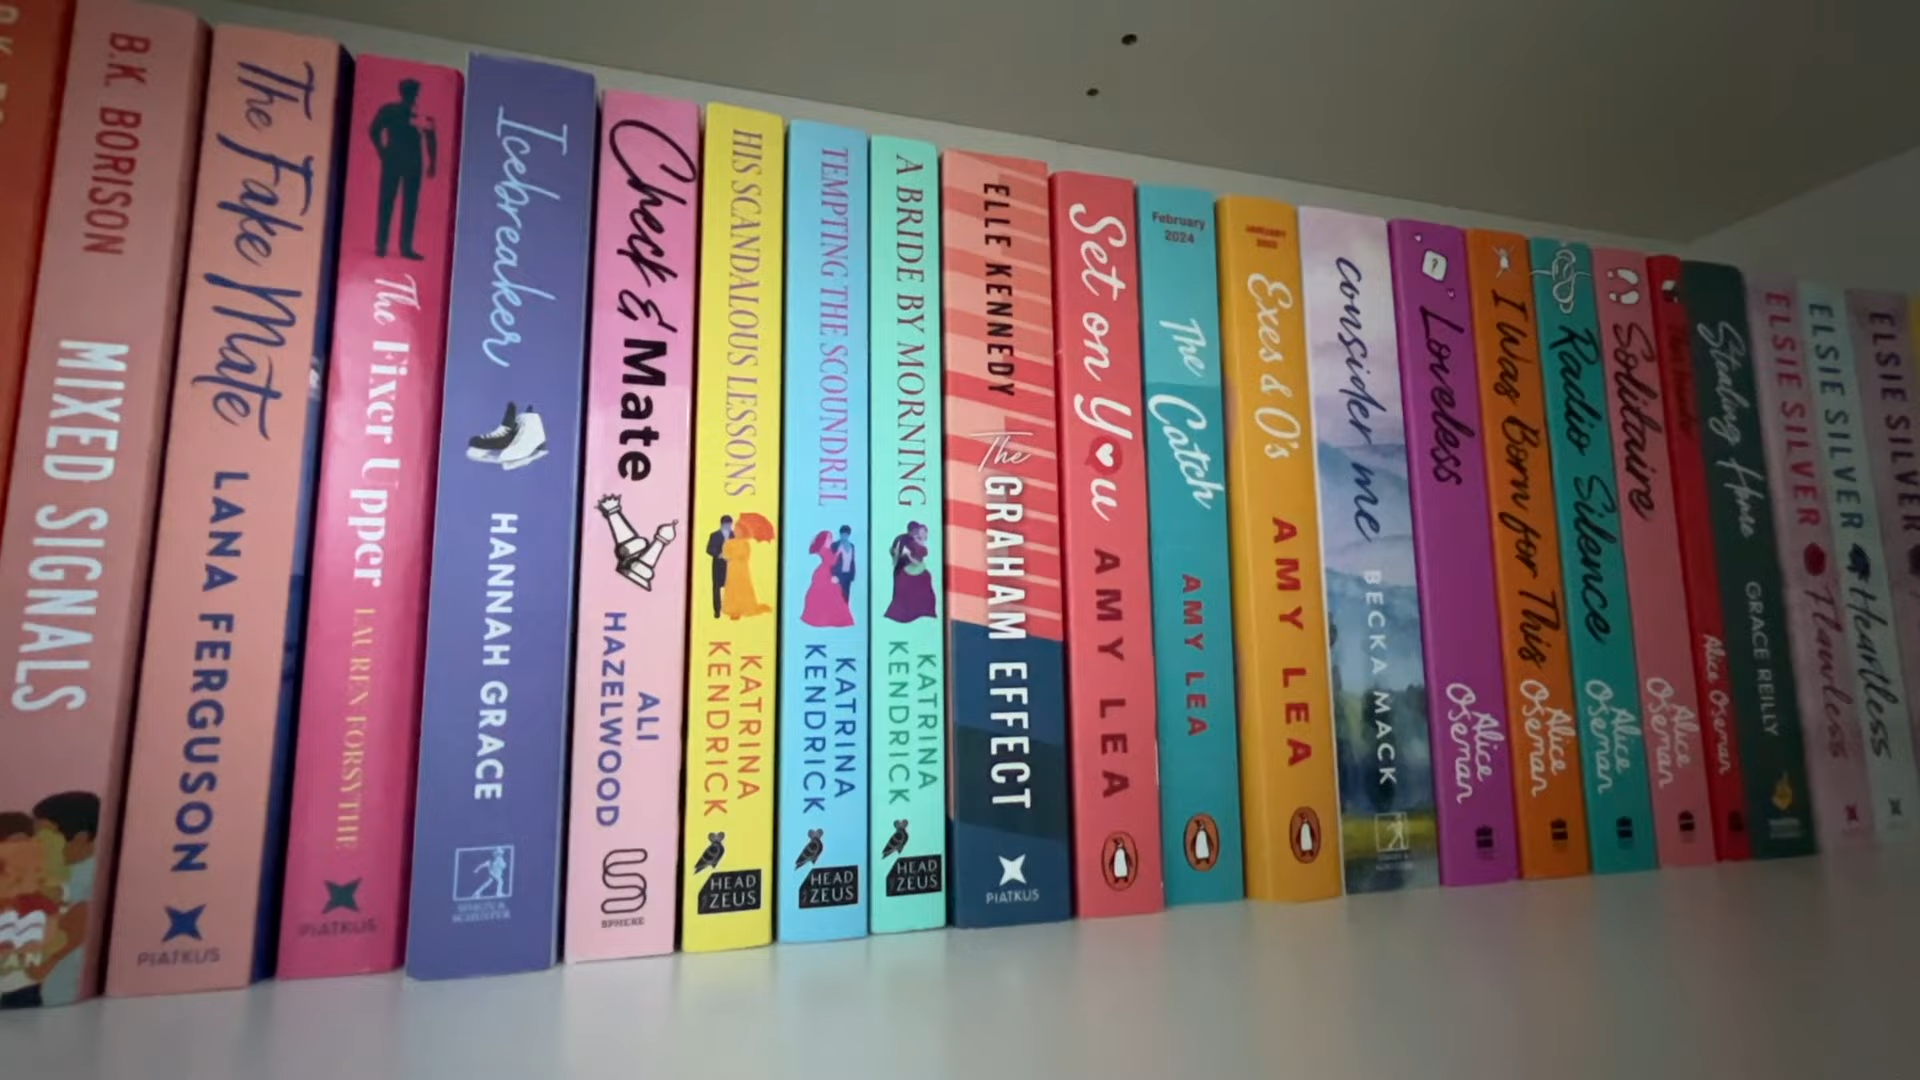 B.K. BORISON
MIXED SIGNALS
The Fake Mate
LANA FERGUSON
PIATKUS
The Fixer Upper
LAUREN FORSYTHE
PIATKUS
Icebreaker
HANNAH GRACE
SIMON &
SCHUSTER
Check & Mate
ALI
HAZELWOOD
SPHERE
HIS SCANDALOUS LESSONS
KATRINA
KENDRICK
HEAD
ZEUS
TEMPTING THE SCOUNDREL
KATRINA
KENDRICK
HEAD
ZEUS
A BRIDE BY MORNING
KATRINA
KENDRICK
HEAD
ZEUS
ELLE KENNEDY
The
GRAHAM EFFECT
PIATKUS
Set on You
AMY LEA
February
2024
The Catch
AMY LEA
Exes & O's
AMY LEA
consider me
BECKA MACK
?
Loveless
Alice
Oseman
I Was Born for This
Alice
Oseman
Radio Silence
Alice
Oseman
Solitaire
Alice
Oseman
Alice Oseman
Stealing Home
GRACE REILLY
ELSIE SILVER
Flawless
ELSIE SILVER
Heartless
ELSIE SILVER